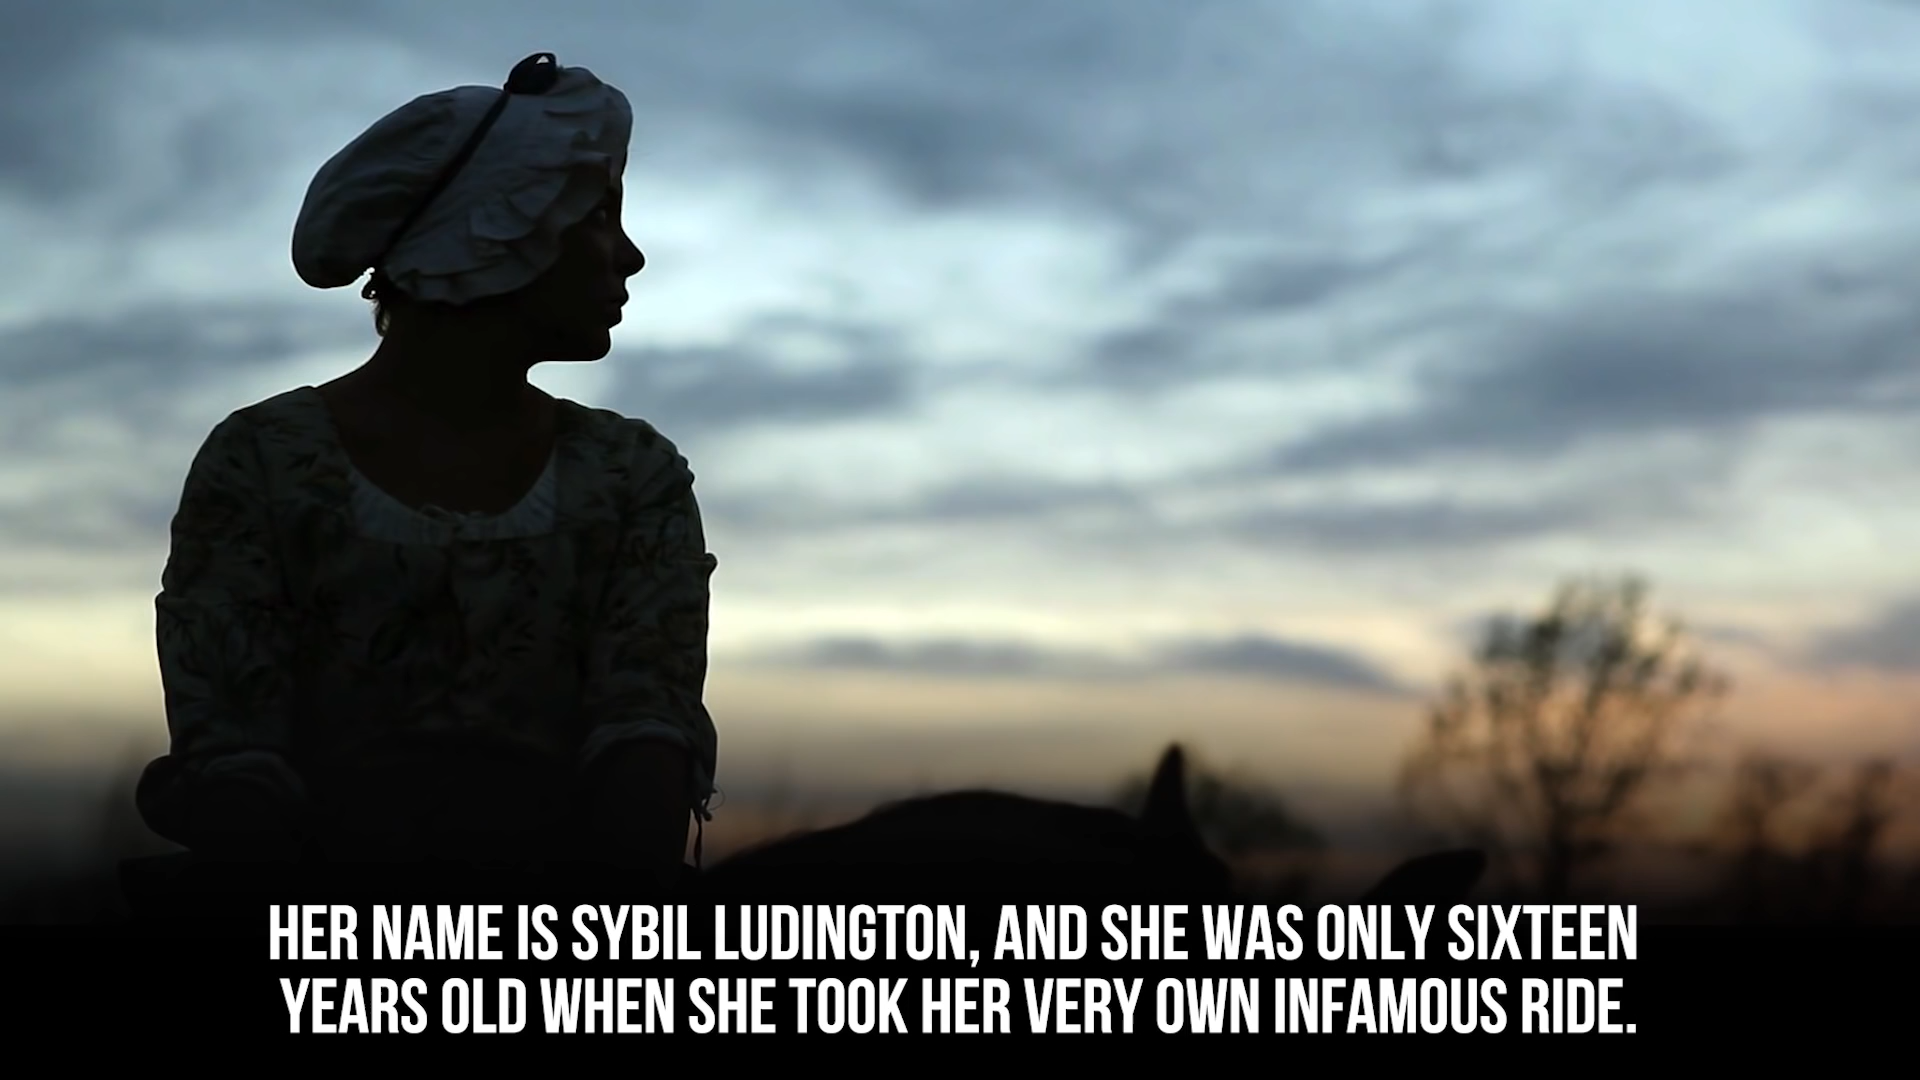 HER NAME IS SYBIL LUDINGTON, AND SHE WAS ONLY SIXTEEN
YEARS OLD WHEN SHE TOOK HER VERY OWN INFAMOUS RIDE.